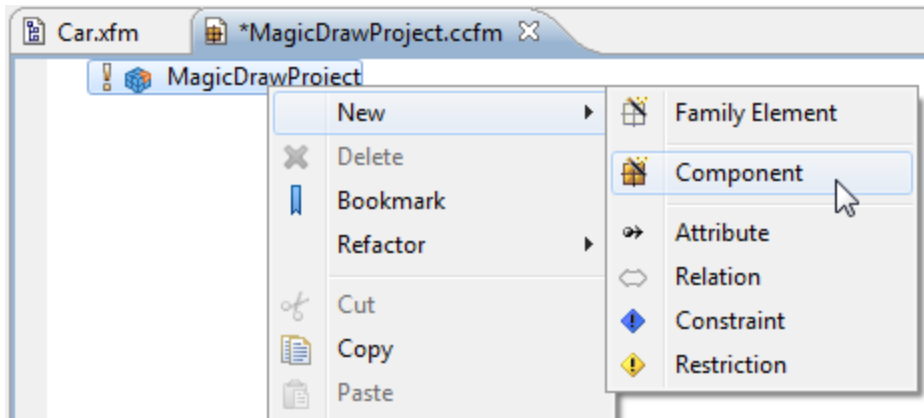 Car.xfm
*MagicDrawProject.ccfm
MagicDrawProject
New
Delete
Bookmark
Refactor
Cut
Copy
Paste
Family Element
Component
Attribute
Relation
Constraint
Restriction